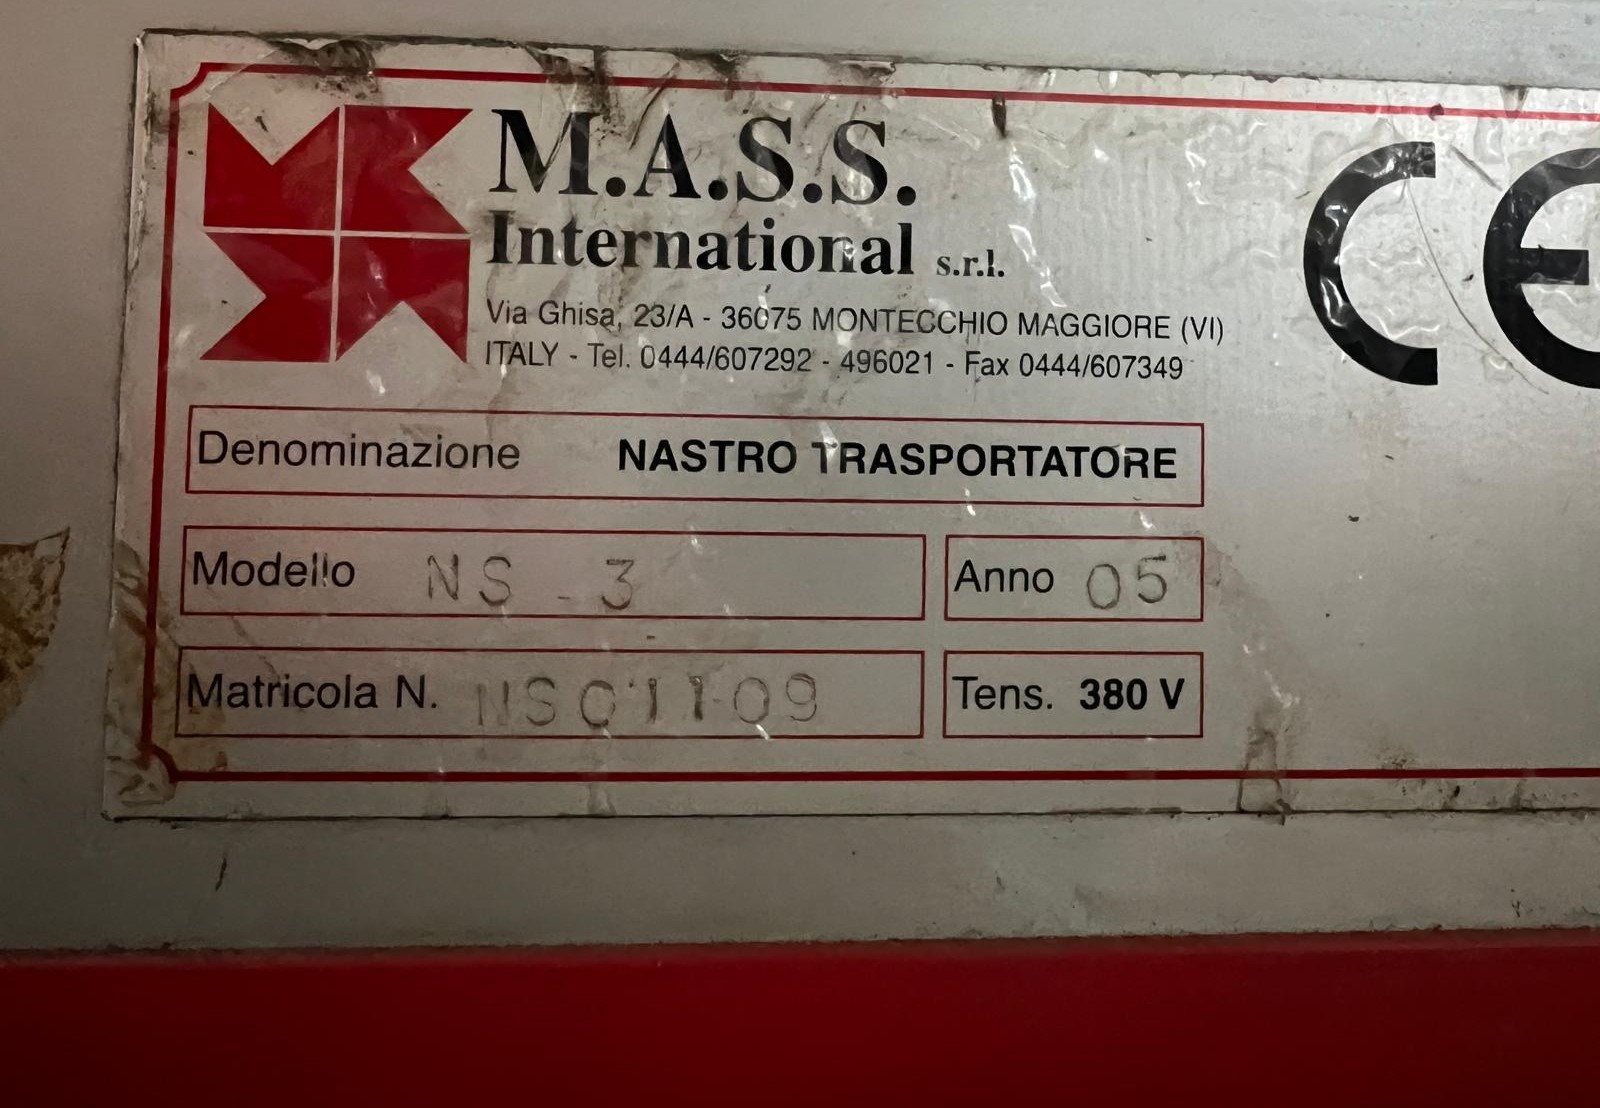 M.A.S.S.
International s.r.l.
Via Ghisa, 23/A - 36075 MONTECCHIO MAGGIORE (VI)
ITALY - Tel. 0444/607292 - 496021 - Fax 0444/607349
CE
Denominazione NASTRO TRASPORTATORE
Modello NS - 3 Anno 05
Matricola N. Tens. 380 V